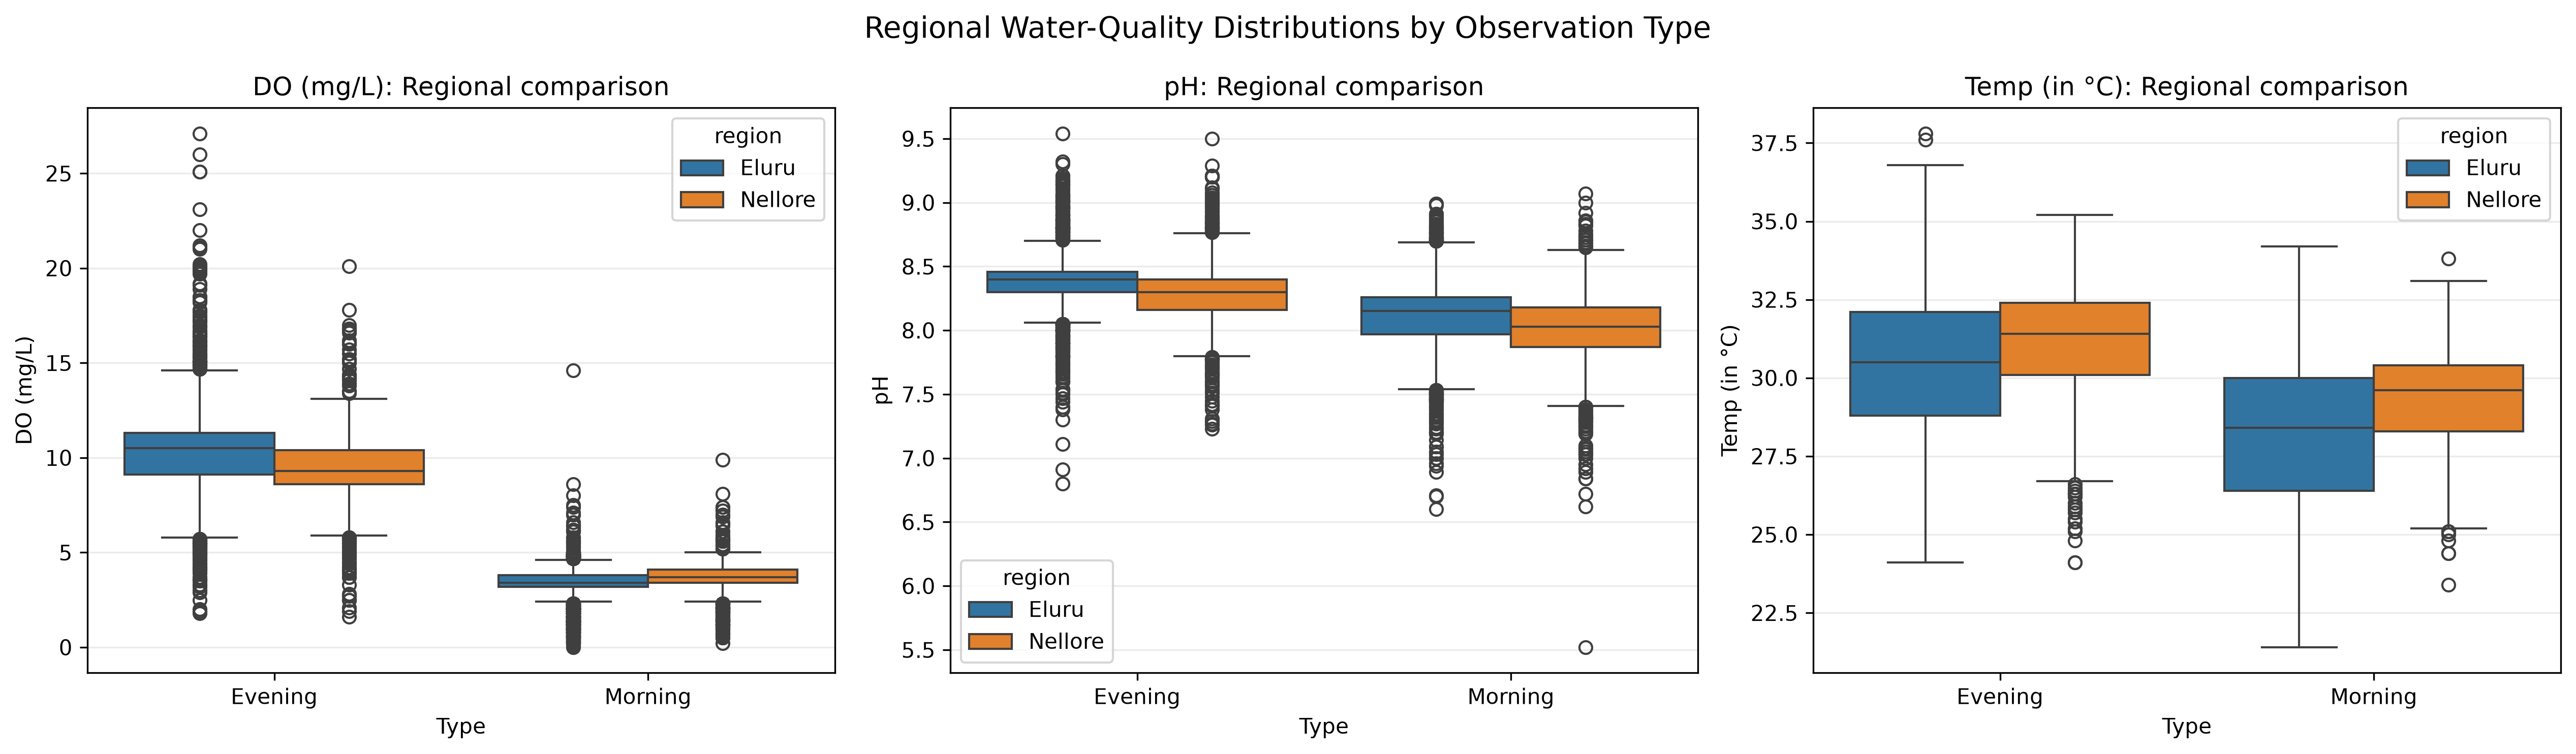 Regional Water-Quality Distributions by Observation Type
DO (mg/L): Regional comparison
DO (mg/L)
25
20
15
10
5
0
region
Eluru
Nellore
Evening
Morning
Type
pH: Regional comparison
pH
9.5
9.0
8.5
8.0
7.5
7.0
6.5
6.0
5.5
region
Eluru
Nellore
Evening
Morning
Type
Temp (in °C): Regional comparison
Temp (in °C)
37.5
35.0
32.5
30.0
27.5
25.0
22.5
region
Eluru
Nellore
Evening
Morning
Type